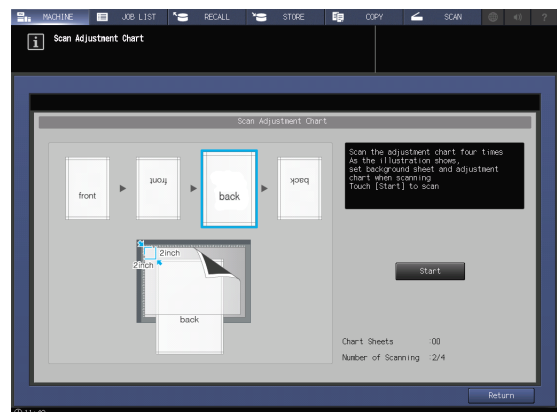 MACHINE JOB LIST RECALL STORE COPY SCAN ?
i Scan Adjustment Chart
Scan Adjustment Chart
front front back back
Scan the adjustment chart four times
As the illustration shows,
set background sheet and adjustment
chart when scanning
Touch [Start] to scan
2inch
2inch
back
Start
Chart Sheets :00
Number of Scanning :2/4
Return